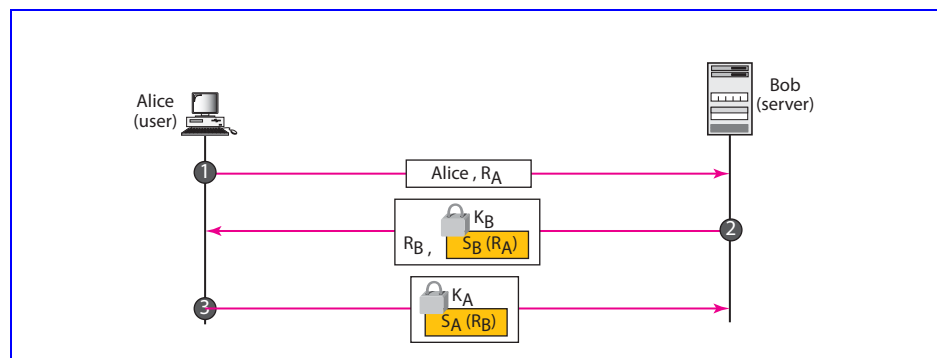 Alice
(user)
Bob
(server)
1
Alice , RA
KB
2
RB , SB (RA)
3
KA
SA (RB)